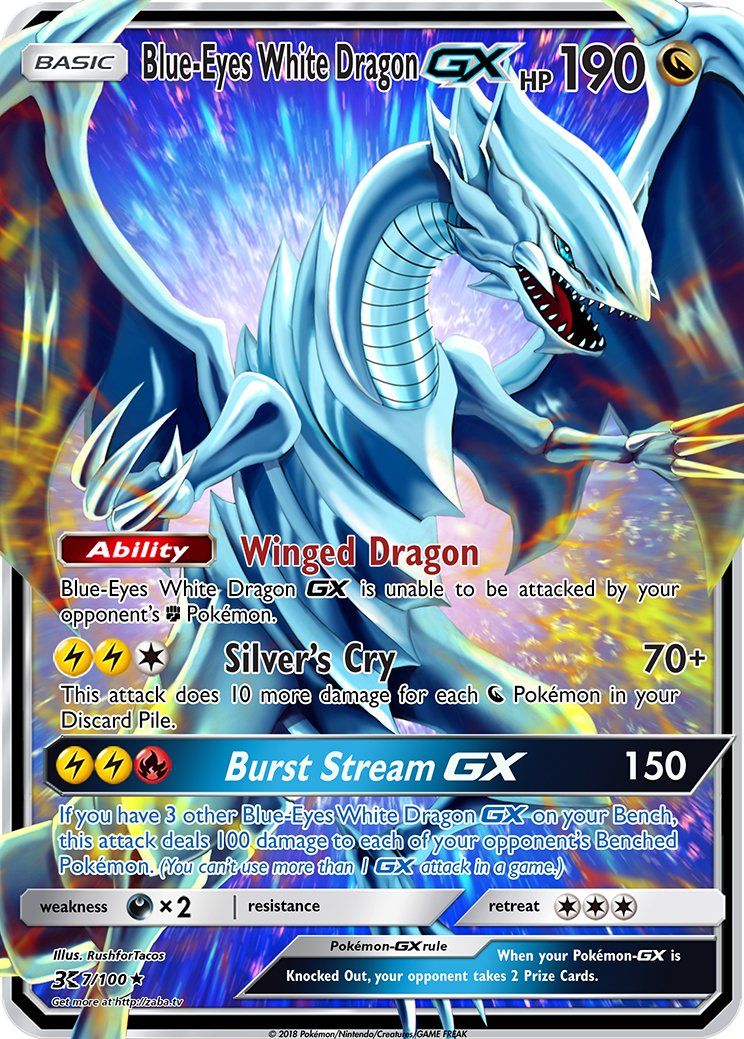 BASIC Blue-Eyes White Dragon GX HP 190
Ability Winged Dragon
Blue-Eyes White Dragon GX is unable to be attacked by your
opponent's Pokémon.
Silver's Cry 70+
This attack does 10 more damage for each Pokémon in your
Discard Pile.
Burst Stream GX 150
If you have 3 other Blue-Eyes White Dragon GX on your Bench,
this attack deals 100 damage to each of your opponent's Benched
Pokémon. (You can't use more than 1 GX attack in a game.)
weakness ×2 resistance retreat
Pokémon-GX rule When your Pokémon-GX is
Knocked Out, your opponent takes 2 Prize Cards.
Illus. RushforTacos
7/100★
Get more at http://zaba.tv
© 2018 Pokémon/Nintendo/Creatures/GAME FREAK